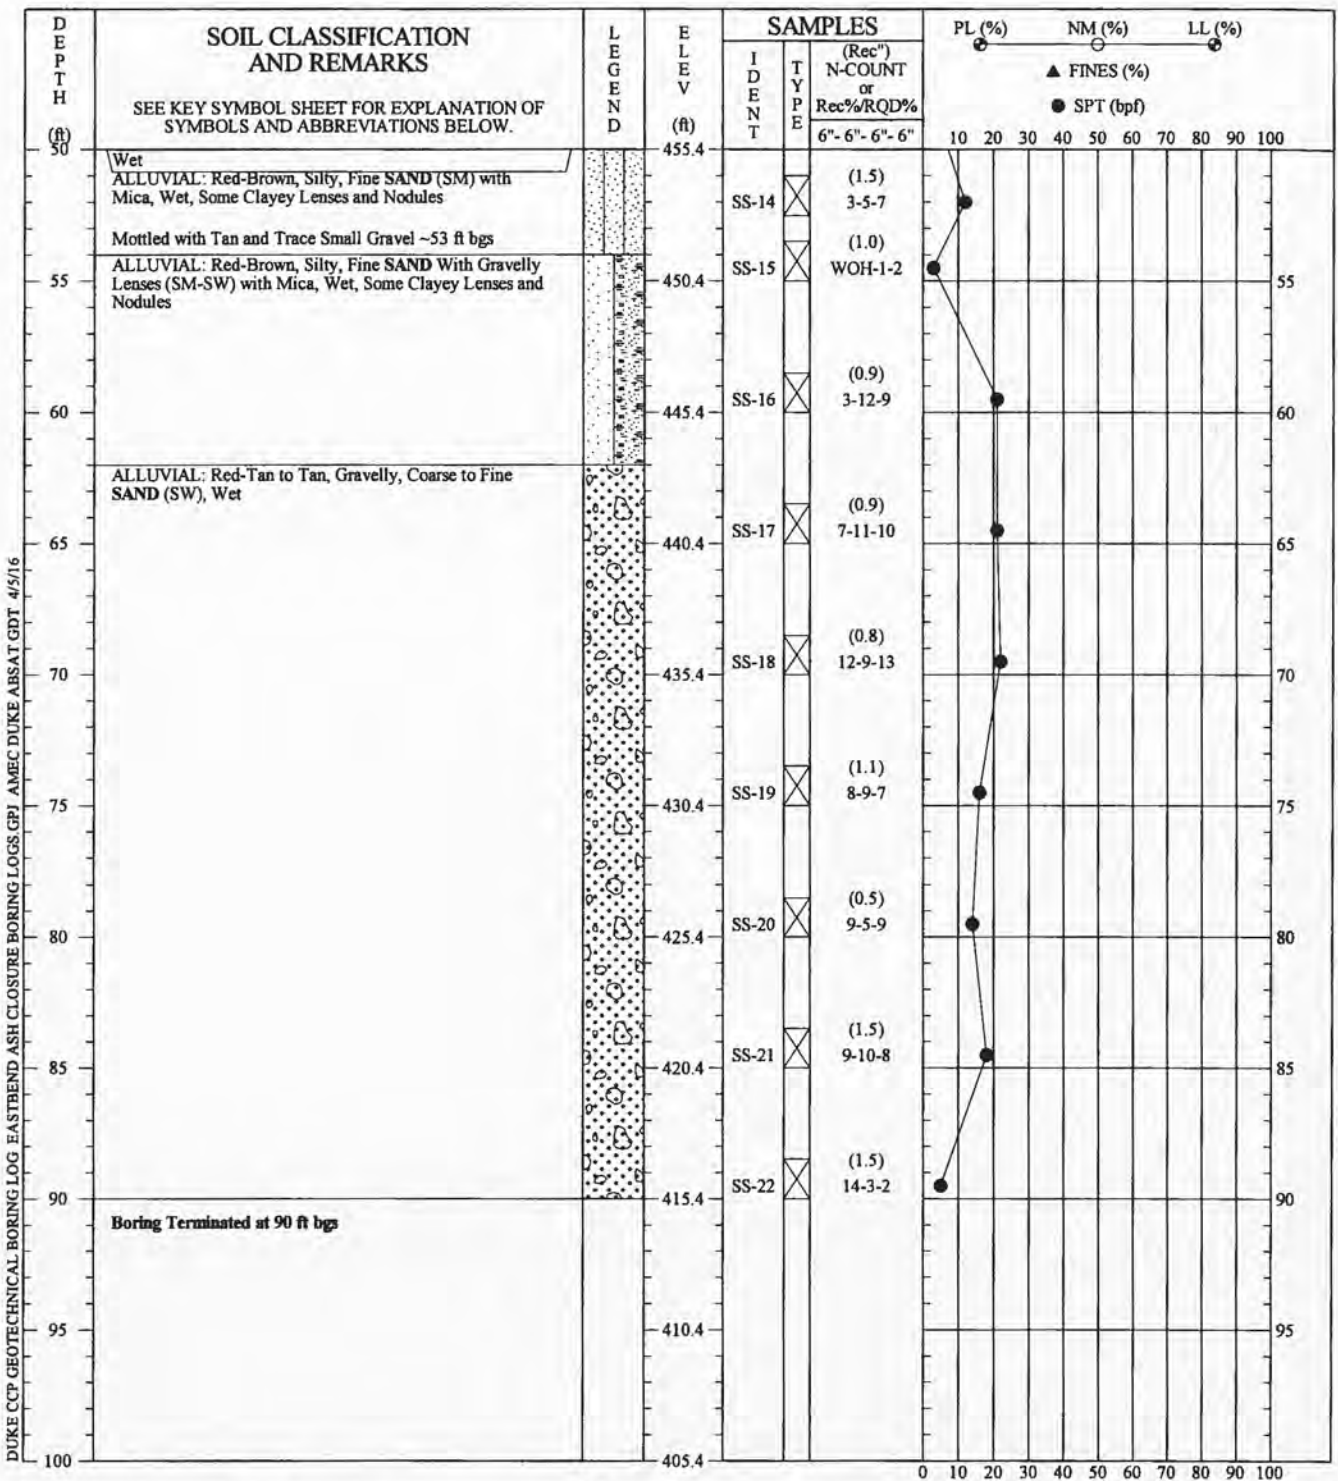 DEPTH
(ft)
SOIL CLASSIFICATION
AND REMARKS
SEE KEY SYMBOL SHEET FOR EXPLANATION OF
SYMBOLS AND ABBREVIATIONS BELOW.
LEGEND
ELEV
(ft)
SAMPLES
IDENT
TYPE
(Rec")
N-COUNT
or
Rec%/RQD%
6"- 6"- 6"- 6"
PL (%) NM (%) LL (%)
▲ FINES (%)
● SPT (bpf)
10 20 30 40 50 60 70 80 90 100
50 455.4 50
Wet
ALLUVIAL: Red-Brown, Silty, Fine SAND (SM) with
Mica, Wet, Some Clayey Lenses and Nodules
(1.5)
SS-14 3-5-7
Mottled with Tan and Trace Small Gravel ~53 ft bgs
(1.0)
SS-15 WOH-1-2
ALLUVIAL: Red-Brown, Silty, Fine SAND With Gravelly
Lenses (SM-SW) with Mica, Wet, Some Clayey Lenses and
Nodules
55 450.4 55
(0.9)
SS-16 3-12-9
60 445.4 60
ALLUVIAL: Red-Tan to Tan, Gravelly, Coarse to Fine
SAND (SW), Wet
(0.9)
SS-17 7-11-10
65 440.4 65
(0.8)
SS-18 12-9-13
70 435.4 70
(1.1)
SS-19 8-9-7
75 430.4 75
(0.5)
SS-20 9-5-9
80 425.4 80
(1.5)
SS-21 9-10-8
85 420.4 85
(1.5)
SS-22 14-3-2
90 415.4 90
Boring Terminated at 90 ft bgs
95 410.4 95
100 405.4
0 10 20 30 40 50 60 70 80 90 100
DUKE CCP GEOTECHNICAL BORING LOG EASTBEND ASH CLOSURE BORING LOGS.GPJ AMEC DUKE ABSAT GDT 4/5/16